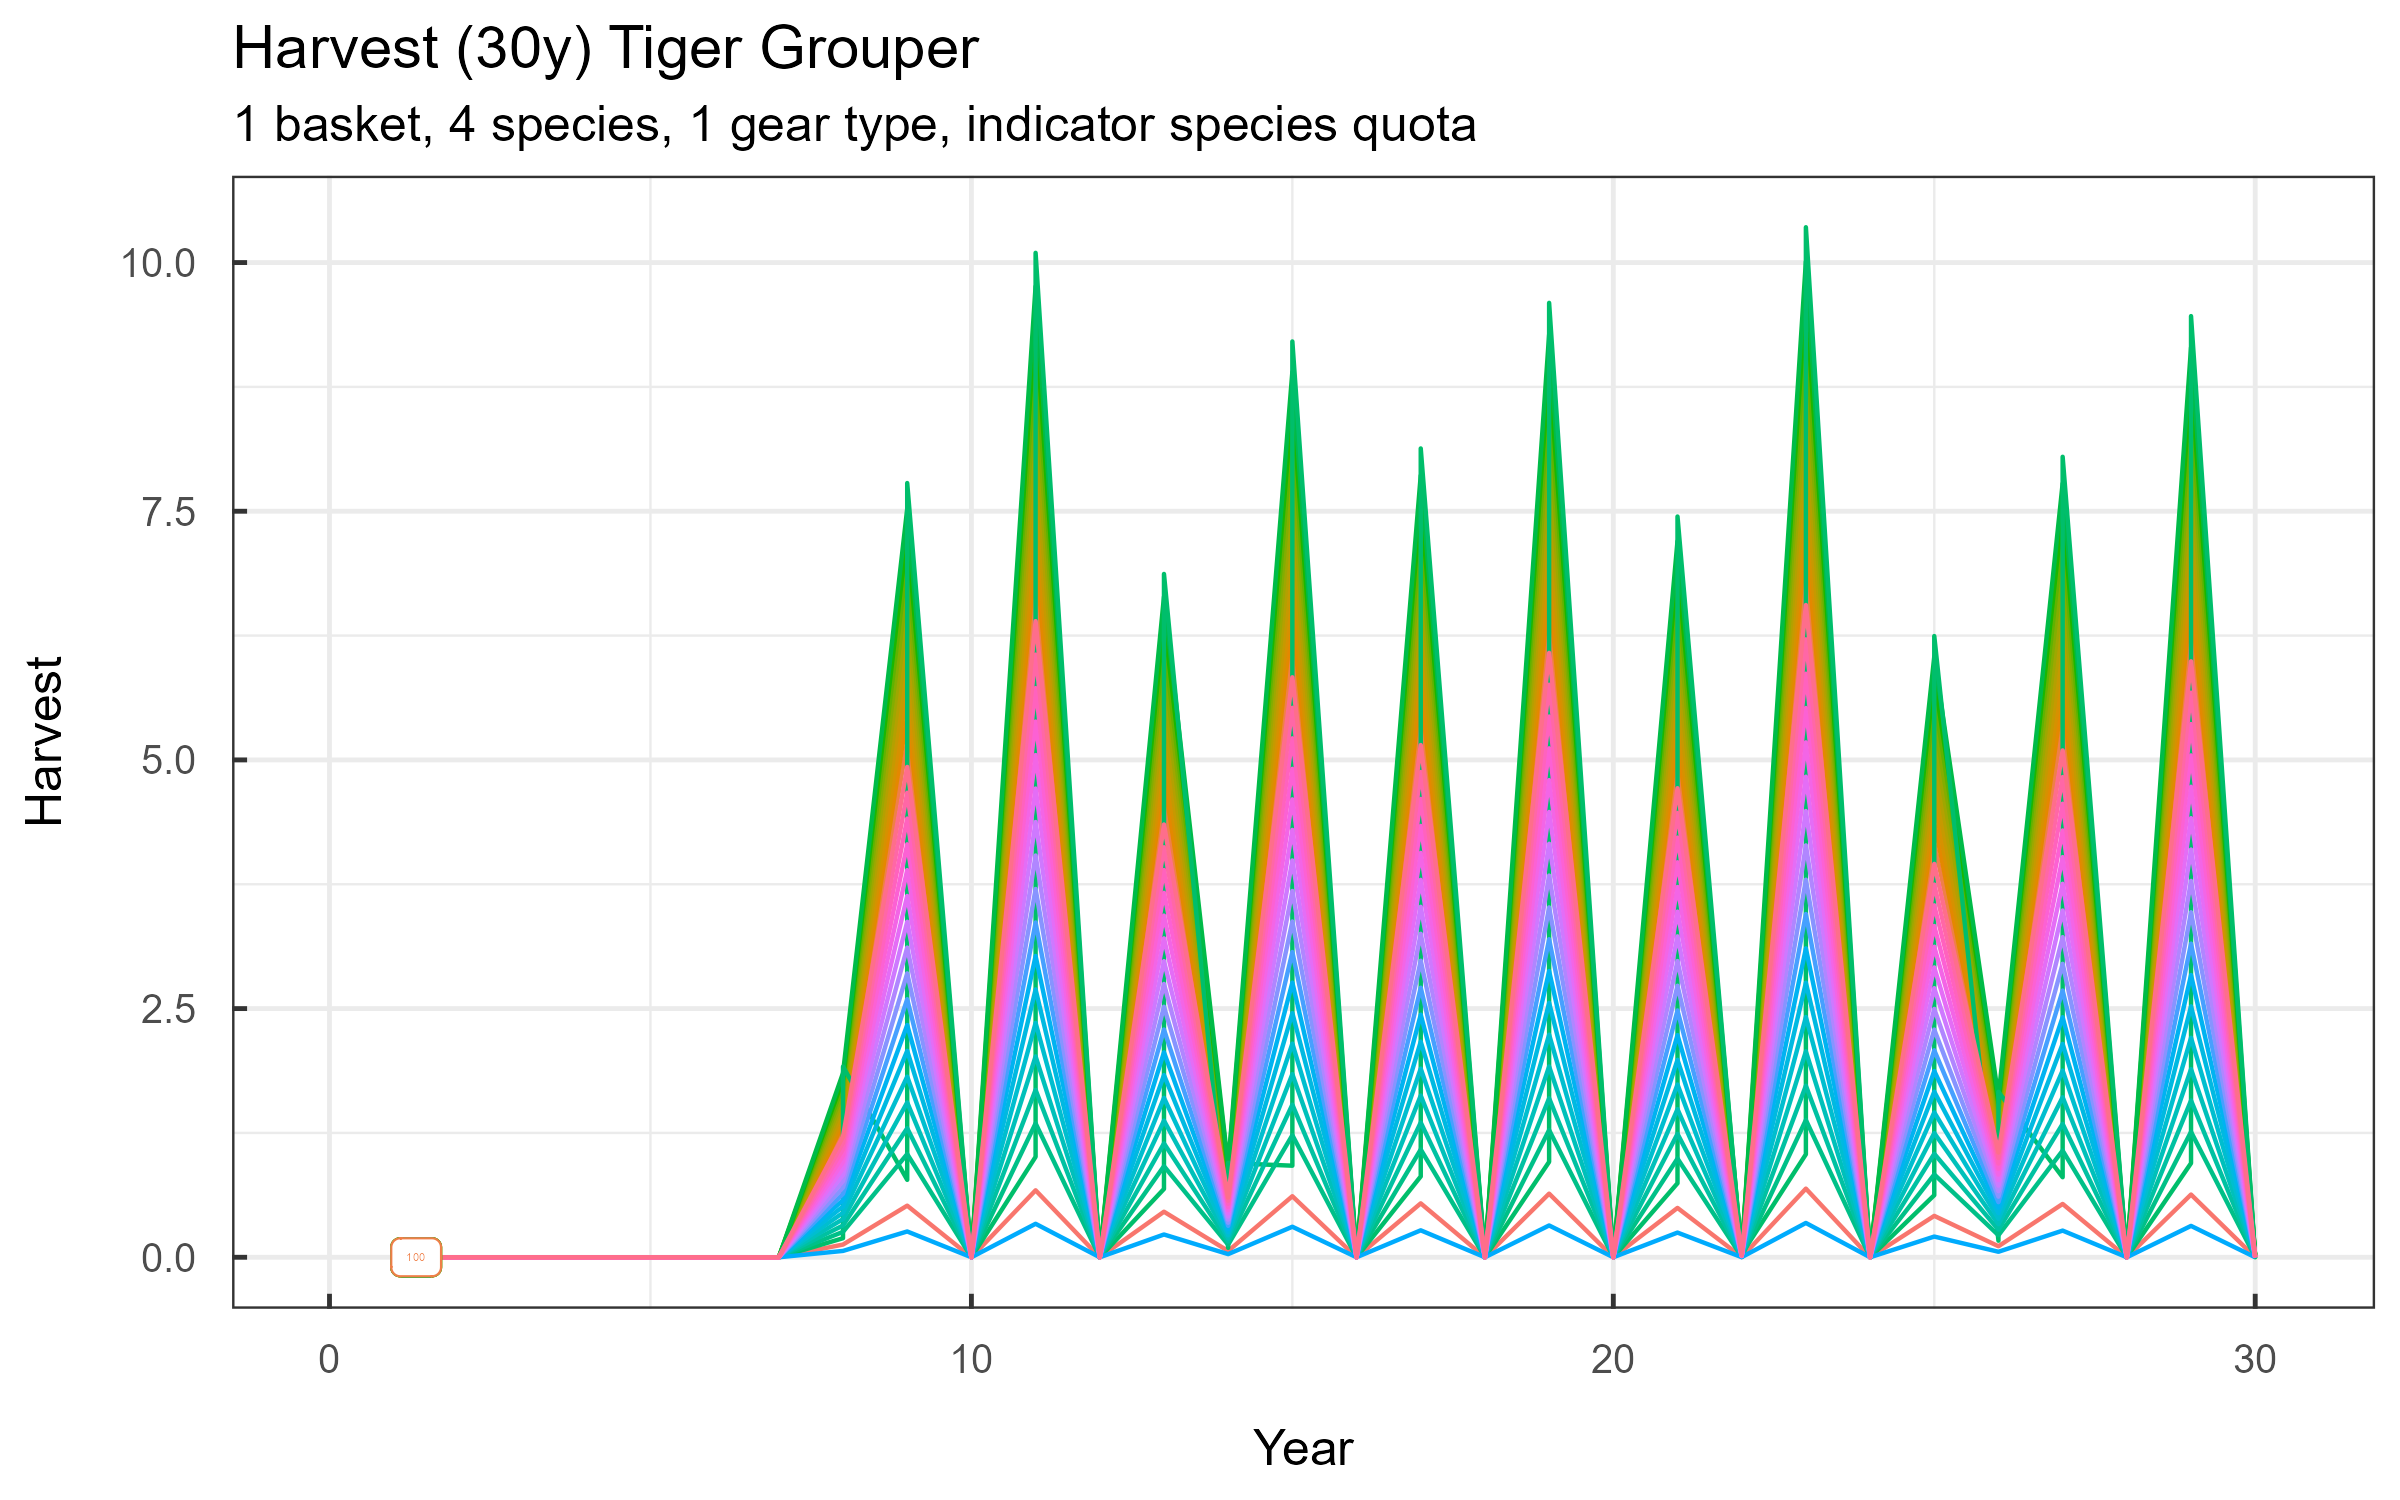 Harvest (30y) Tiger Grouper
1 basket, 4 species, 1 gear type, indicator species quota
10.0
7.5
5.0
2.5
0.0
Harvest
100
0
10
20
30
Year